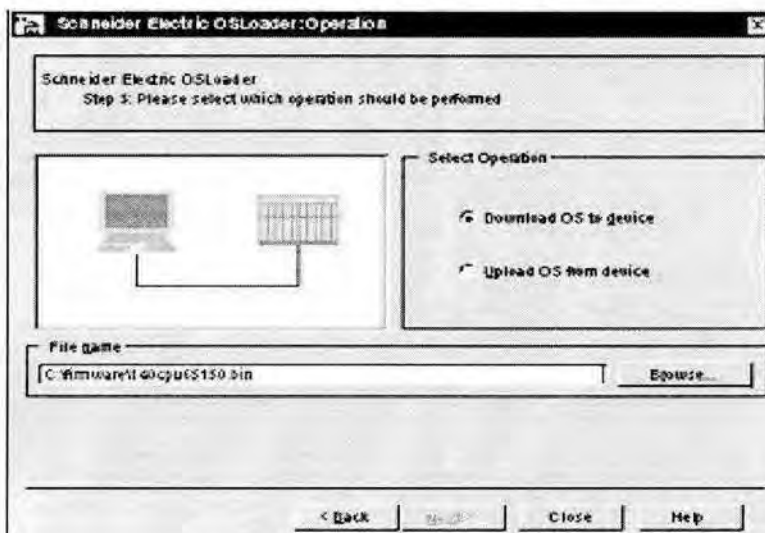 Schneider Electric OSLoader:Operation
Schneider Electric OSLoader
Step 3: Please select which operation should be performed
Select Operation
Download OS to device
Upload OS from device
File name
Browse...
< Back
Next >
Close
Help